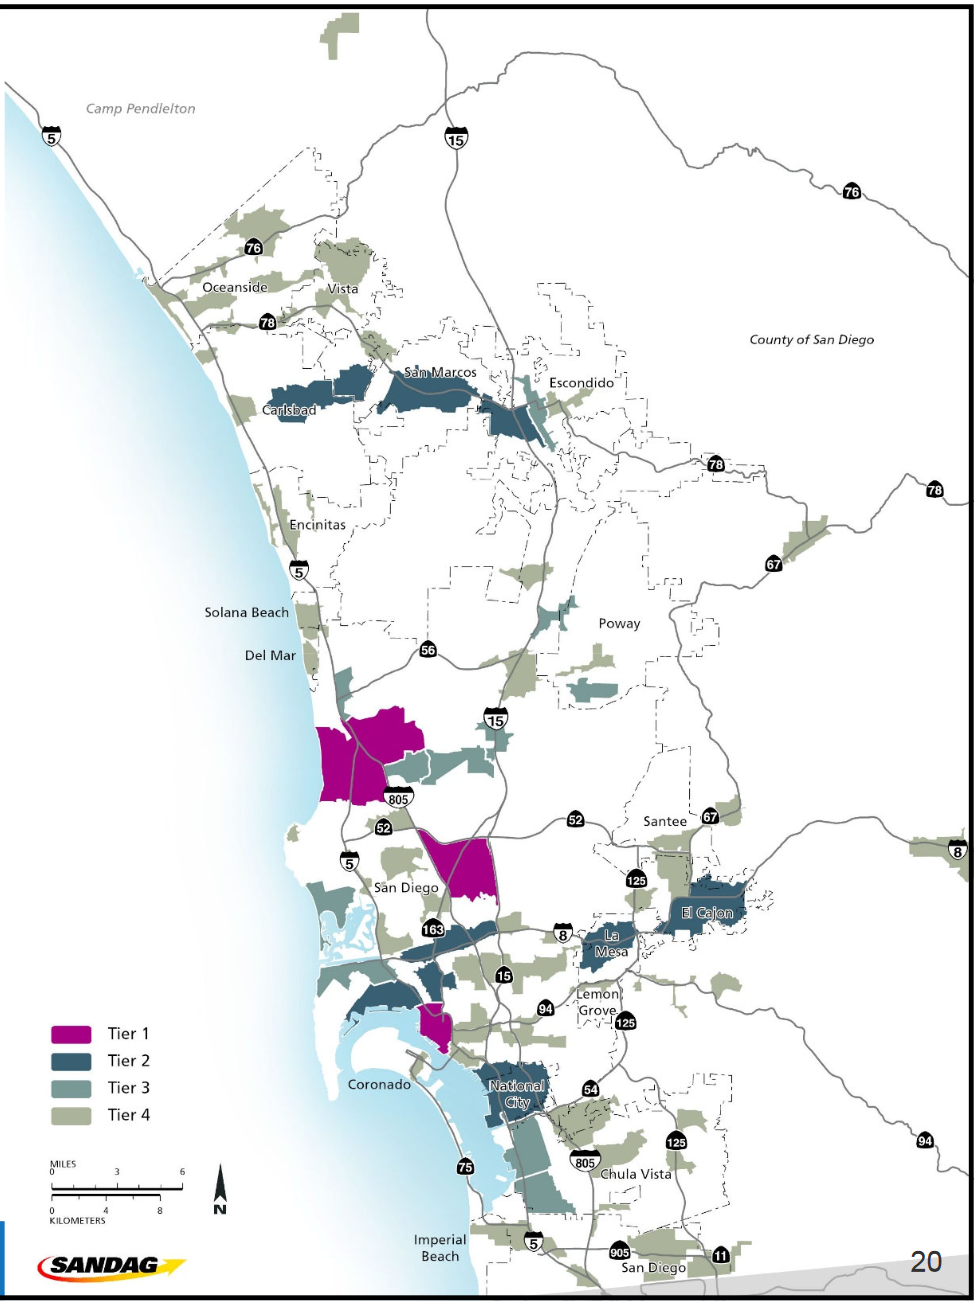 Camp Pendlelton
5
15
76
76
Oceanside
Vista
78
County of San Diego
San Marcos
Escondido
Carlsbad
78
78
Encinitas
67
5
Solana Beach
Poway
56
Del Mar
15
805
52
52
Santee
67
8
5
San Diego
125
El Cajon
163
8
La
Mesa
15
Lemon
Grove
94
125
Tier 1
Tier 2
Tier 3
Tier 4
Coronado
National
City
54
125
94
805
75
Chula Vista
MILES
0 3 6
0 4 8
KILOMETERS
N
Imperial
Beach
5
905
San Diego
11
SANDAG
20